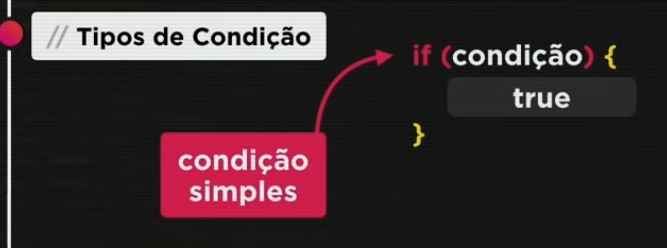 // Tipos de Condição
if (condição) {
true
}
condição
simples